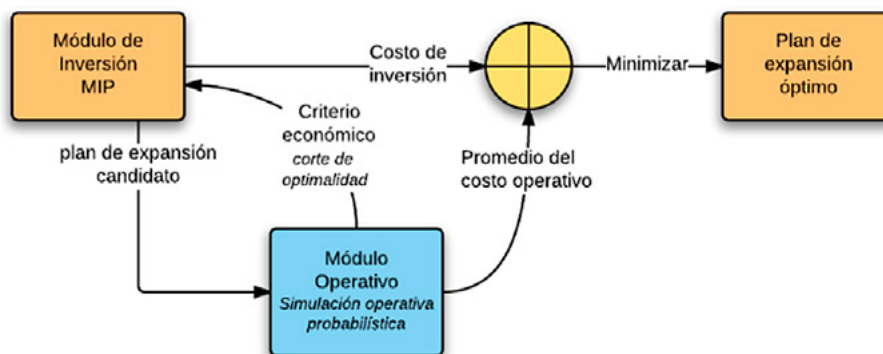 Módulo de
Inversión
MIP
Costo de
inversión
Minimizar
Plan de
expansión
óptimo
Criterio
económico
corte de
optimalidad
plan de expansión
candidato
Promedio del
costo operativo
Módulo
Operativo
Simulación operativa
probabilística